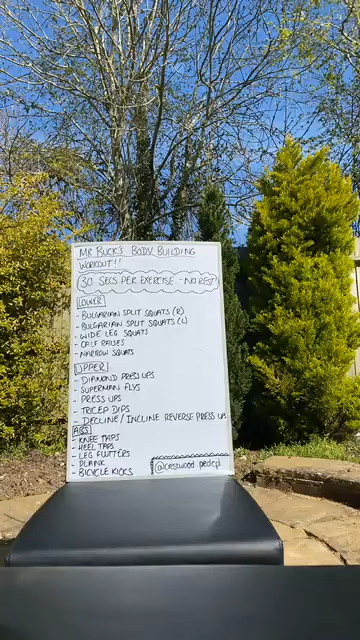 MR BUCK'S BODY BUILDING
WORKOUT!!
30 SECS PER EXERCISE - NO REST
LOWER
- BULGARIAN SPLIT SQUATS (R)
- BULGARIAN SPLIT SQUATS (L)
- WIDE LEG SQUATS
- CALF RAISES
- NARROW SQUATS
UPPER
- DIAMOND PRESS UPS
- SUPERMAN FLYS
- PRESS UPS
- TRICEP DIPS
- DECLINE/INCLINE REVERSE PRESS UP
ABS
- KNEE TAPS
- HEEL TAPS
- LEG FLUTTERS
- PLANK
- BICYCLE KICKS
@crestwood_pedept